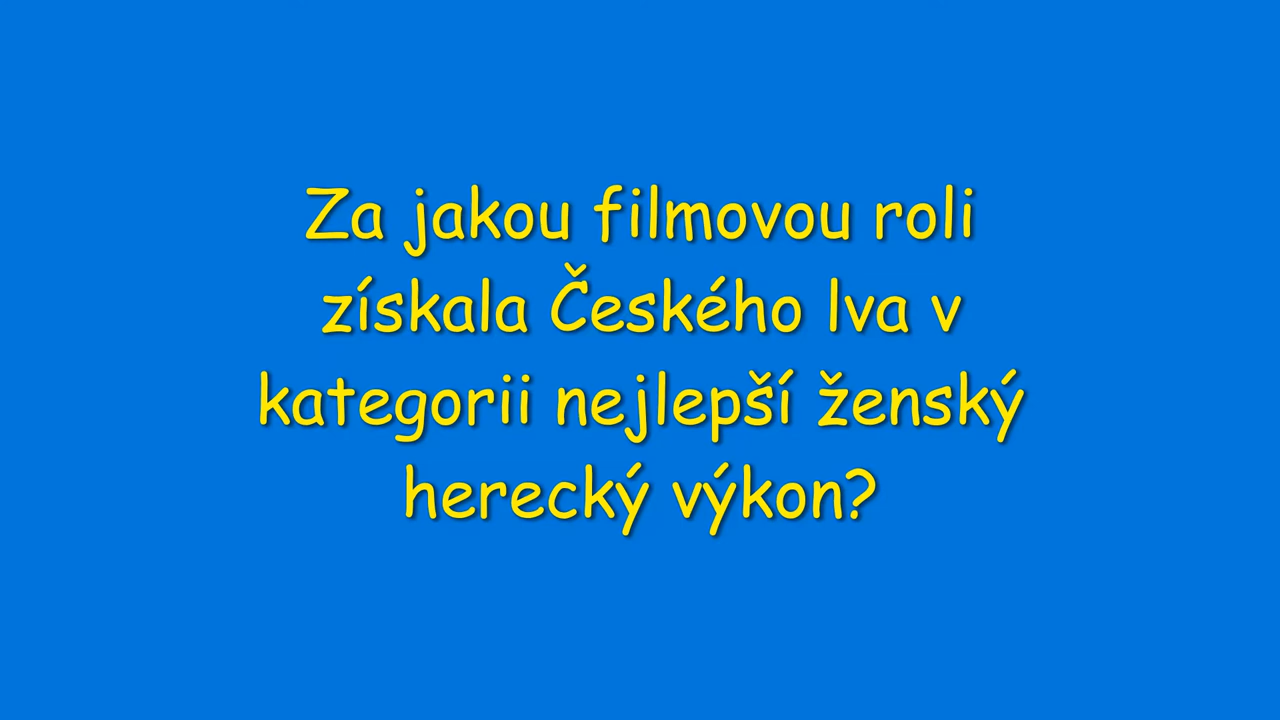 Za jakou filmovou roli
získala Českého lva v
kategorii nejlepší ženský
herecký výkon?